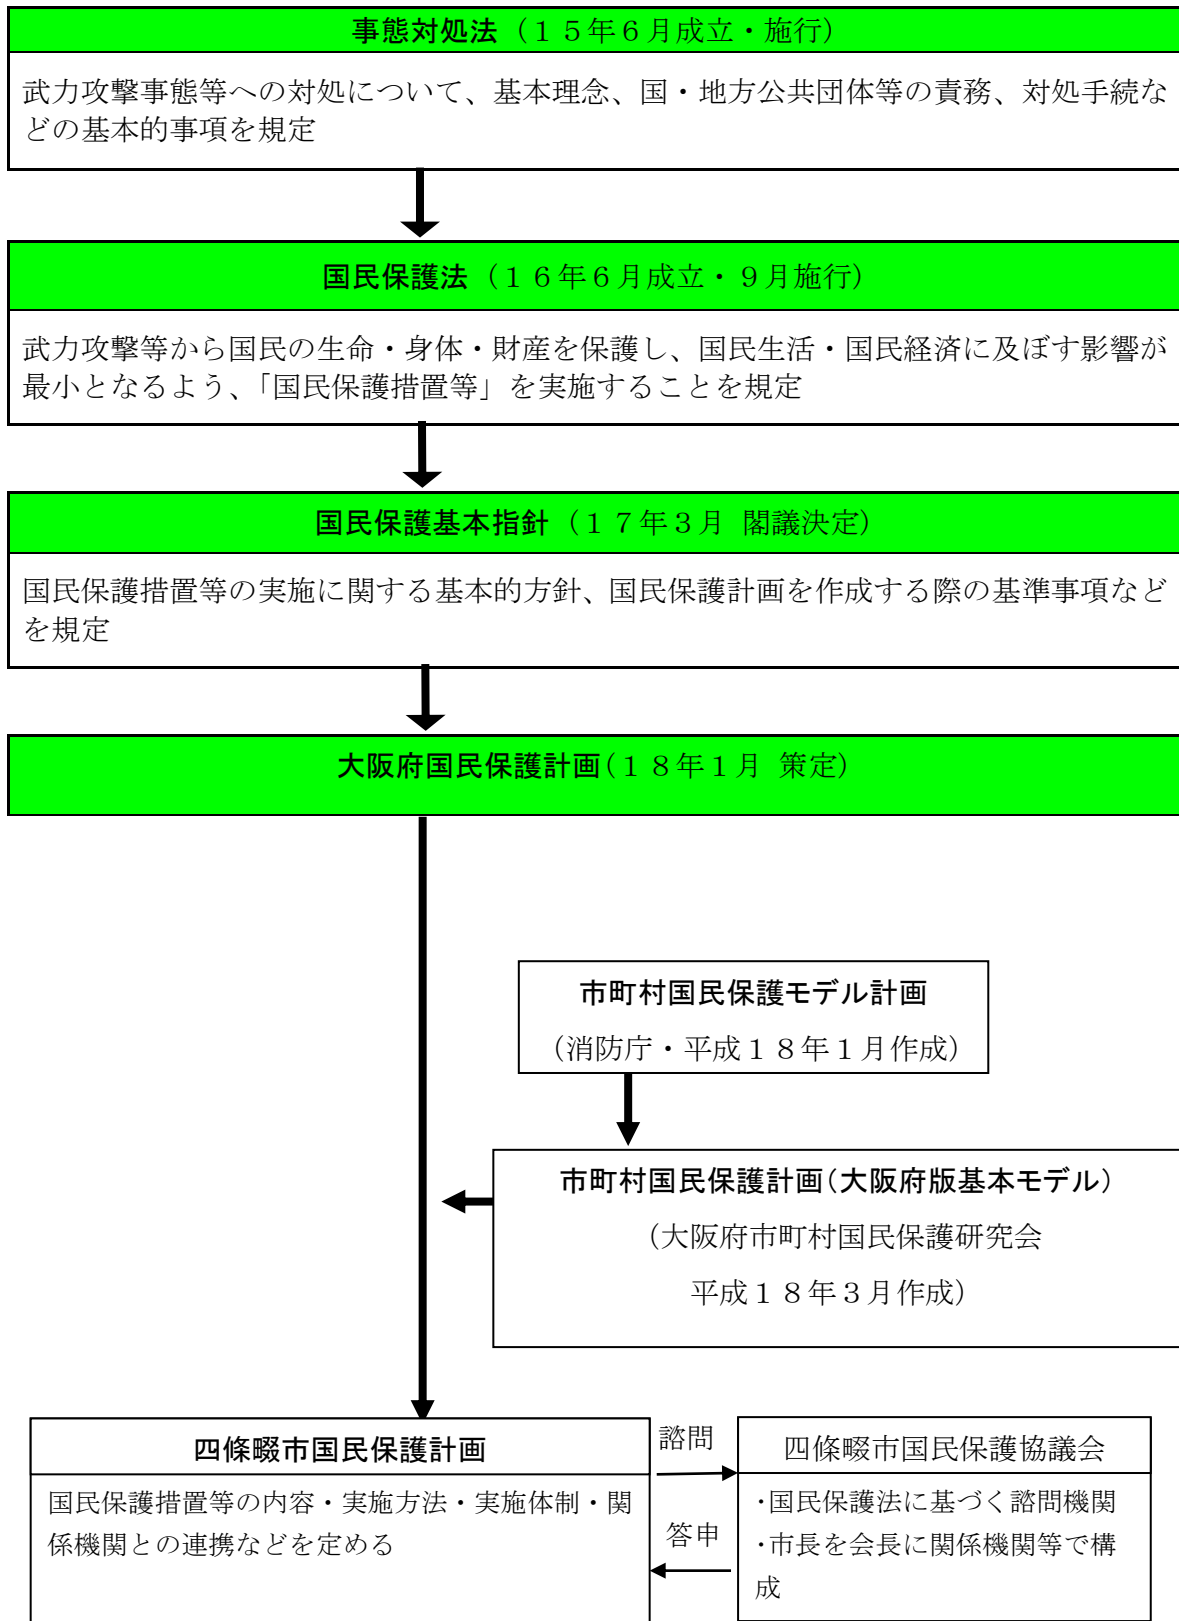 事態対処法（１５年６月成立・施行）
武力攻撃事態等への対処について、基本理念、国・地方公共団体等の責務、対処手続な
どの基本的事項を規定
国民保護法（１６年６月成立・９月施行）
武力攻撃等から国民の生命・身体・財産を保護し、国民生活・国民経済に及ぼす影響が
最小となるよう、「国民保護措置等」を実施することを規定
国民保護基本指針（１７年３月 閣議決定）
国民保護措置等の実施に関する基本的方針、国民保護計画を作成する際の基準事項など
を規定
大阪府国民保護計画（１８年１月 策定）
市町村国民保護モデル計画
（消防庁・平成１８年１月作成）
市町村国民保護計画（大阪府版基本モデル）
（大阪府市町村国民保護研究会
平成１８年３月作成）
四條畷市国民保護計画
国民保護措置等の内容・実施方法・実施体制・関
係機関との連携などを定める
諮問
答申
四條畷市国民保護協議会
・国民保護法に基づく諮問機関
・市長を会長に関係機関等で構
成